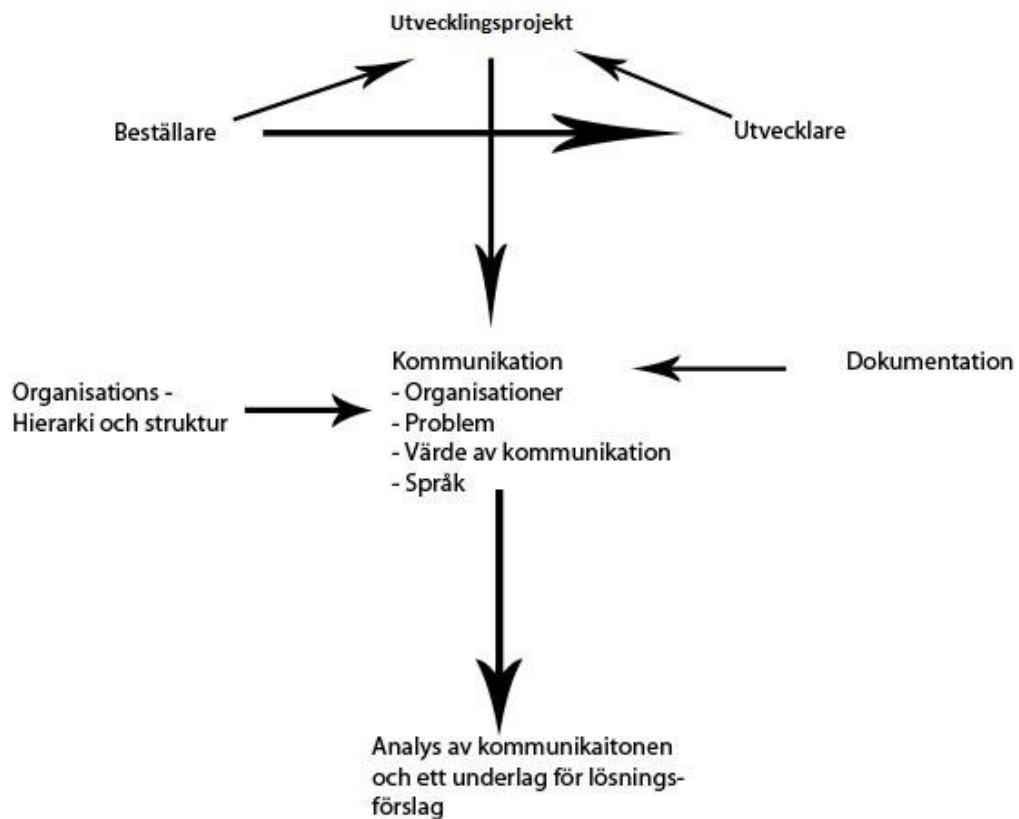 Utvecklingsprojekt
Beställare
Utvecklare
Kommunikation
- Organisationer
- Problem
- Värde av kommunikation
- Språk
Dokumentation
Organisations -
Hierarki och struktur
Analys av kommunikaitonen
och ett underlag för lösnings-
förslag